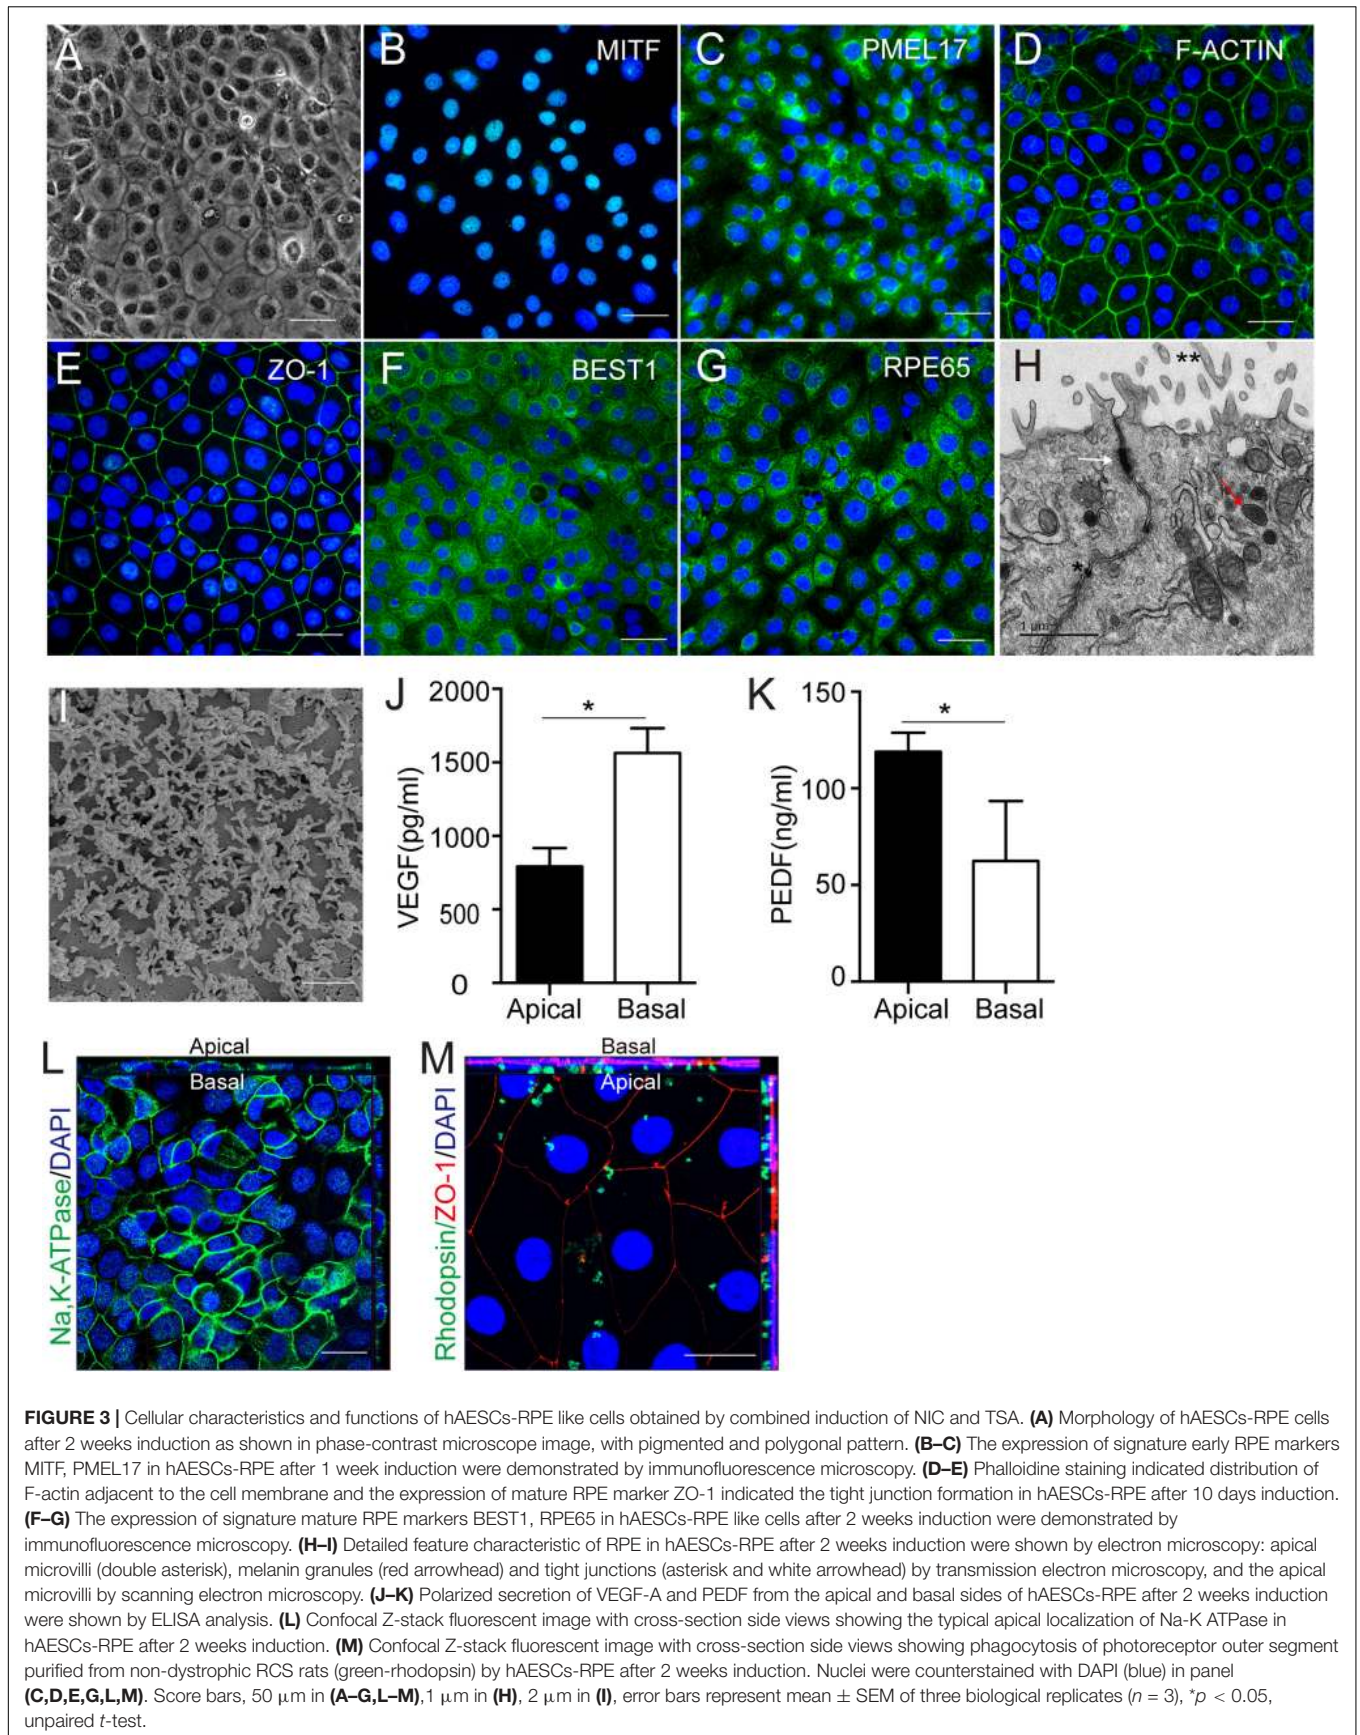 A
B MITF
C PMEL17
D F-ACTIN
E ZO-1
F BEST1
G RPE65
H **
*
1 μm
I
J
VEGF(pg/ml)
2000
1500
1000
500
0
*
Apical Basal
K
PEDF(ng/ml)
150
100
50
0
*
Apical Basal
L
Apical
Basal
Na,K-ATPase/DAPI
M
Basal
Apical
Rhodopsin/ZO-1/DAPI
FIGURE 3 | Cellular characteristics and functions of hAESCs-RPE like cells obtained by combined induction of NIC and TSA. (A) Morphology of hAESCs-RPE cells
after 2 weeks induction as shown in phase-contrast microscope image, with pigmented and polygonal pattern. (B–C) The expression of signature early RPE markers
MITF, PMEL17 in hAESCs-RPE after 1 week induction were demonstrated by immunofluorescence microscopy. (D–E) Phalloidine staining indicated distribution of
F-actin adjacent to the cell membrane and the expression of mature RPE marker ZO-1 indicated the tight junction formation in hAESCs-RPE after 10 days induction.
(F–G) The expression of signature mature RPE markers BEST1, RPE65 in hAESCs-RPE like cells after 2 weeks induction were demonstrated by
immunofluorescence microscopy. (H–I) Detailed feature characteristic of RPE in hAESCs-RPE after 2 weeks induction were shown by electron microscopy: apical
microvilli (double asterisk), melanin granules (red arrowhead) and tight junctions (asterisk and white arrowhead) by transmission electron microscopy, and the apical
microvilli by scanning electron microscopy. (J–K) Polarized secretion of VEGF-A and PEDF from the apical and basal sides of hAESCs-RPE after 2 weeks induction
were shown by ELISA analysis. (L) Confocal Z-stack fluorescent image with cross-section side views showing the typical apical localization of Na-K ATPase in
hAESCs-RPE after 2 weeks induction. (M) Confocal Z-stack fluorescent image with cross-section side views showing phagocytosis of photoreceptor outer segment
purified from non-dystrophic RCS rats (green-rhodopsin) by hAESCs-RPE after 2 weeks induction. Nuclei were counterstained with DAPI (blue) in panel
(C,D,E,G,L,M). Score bars, 50 μm in (A–G,L–M),1 μm in (H), 2 μm in (I), error bars represent mean ± SEM of three biological replicates (n = 3), *p < 0.05,
unpaired t-test.